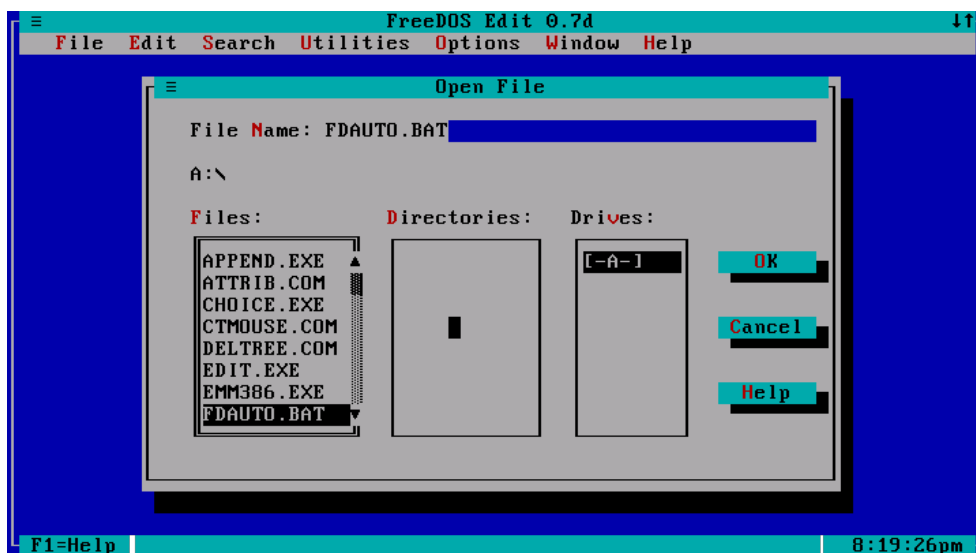 ≡ FreeDOS Edit 0.7d ↓↑
File Edit Search Utilities Options Window Help
≡ Open File
File Name: FDAUTO.BAT
A:\
Files: Directories: Drives:
APPEND.EXE ▲ [-A-] OK
ATTRIB.COM
CHOICE.EXE
CTMOUSE.COM Cancel
DELTREE.COM
EDIT.EXE
EMM386.EXE Help
FDAUTO.BAT ▼
F1=Help 8:19:26pm